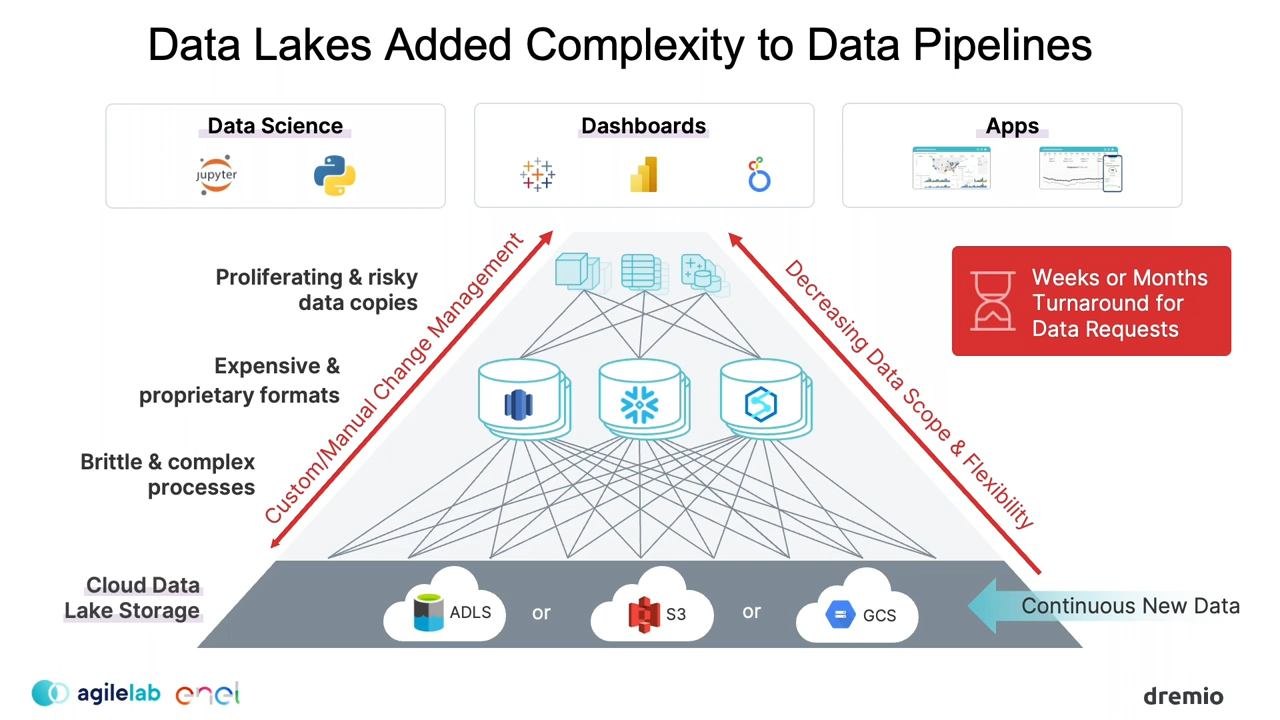 Data Lakes Added Complexity to Data Pipelines
Data Science
Dashboards
Apps
jupyter
Proliferating & risky
data copies
Expensive &
proprietary formats
Brittle & complex
processes
Custom/Manual Change Management
Decreasing Data Scope & Flexibility
Weeks or Months
Turnaround for
Data Requests
Cloud Data
Lake Storage
ADLS
or
S3
or
GCS
Continuous New Data
agilelab
enel
dremio